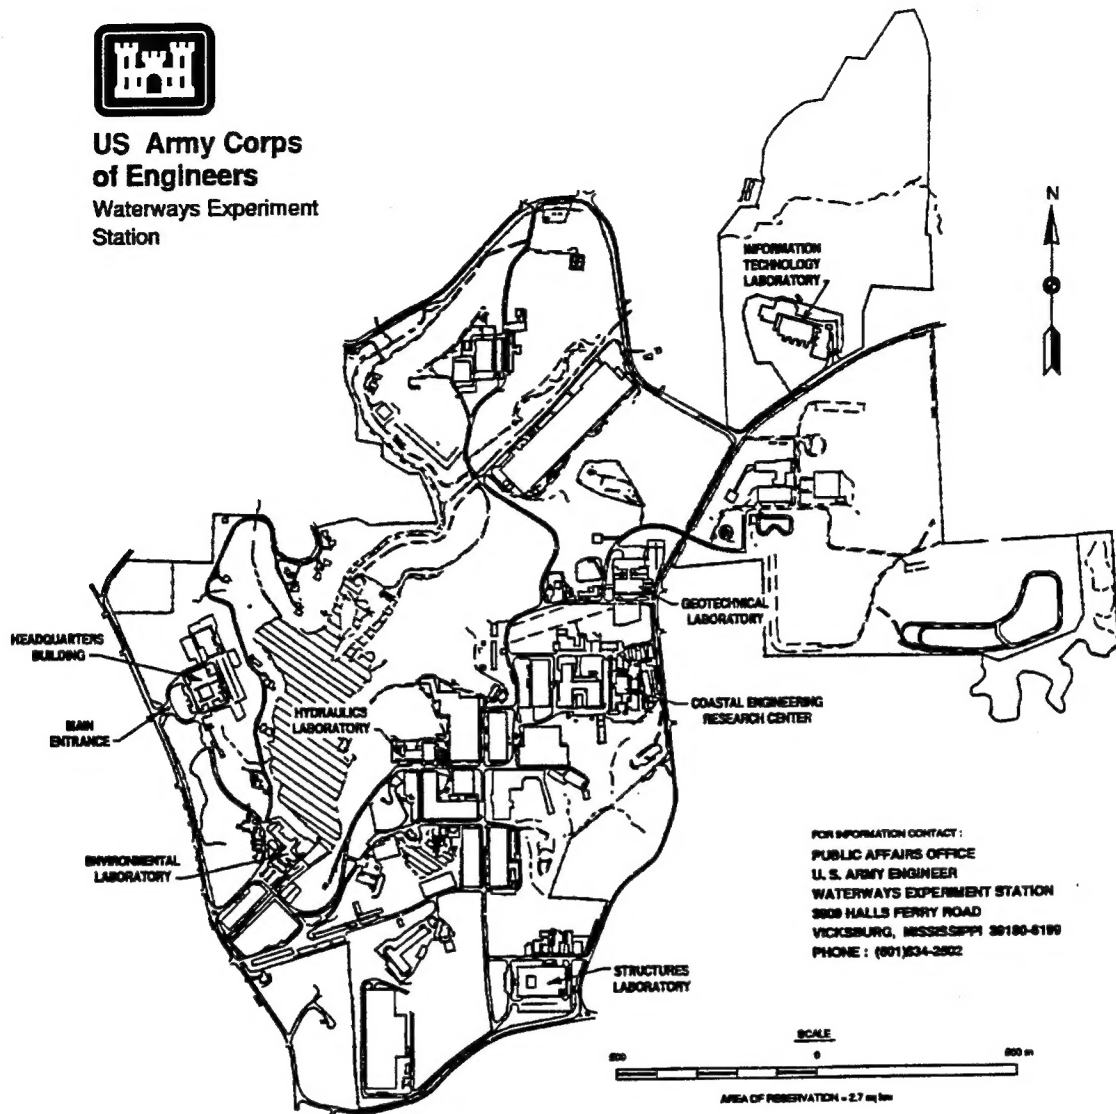 US Army Corps
of Engineers
Waterways Experiment
Station
N
INFORMATION
TECHNOLOGY
LABORATORY
GEOTECHNICAL
LABORATORY
HEADQUARTERS
BUILDING
MAIN
ENTRANCE
HYDRAULICS
LABORATORY
COASTAL ENGINEERING
RESEARCH CENTER
ENVIRONMENTAL
LABORATORY
STRUCTURES
LABORATORY
FOR INFORMATION CONTACT :
PUBLIC AFFAIRS OFFICE
U. S. ARMY ENGINEER
WATERWAYS EXPERIMENT STATION
3909 HALLS FERRY ROAD
VICKSBURG, MISSISSIPPI 39180-6199
PHONE : (601)634-2502
SCALE
500 0 500 m
AREA OF RESERVATION = 2.7 sq km